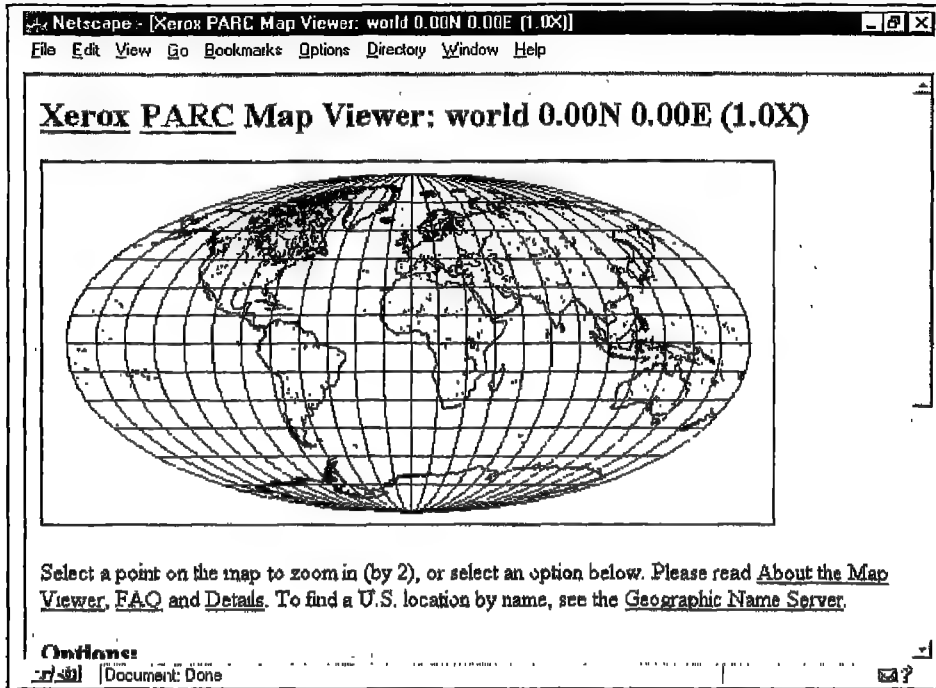 Netscape - [Xerox PARC Map Viewer: world 0.00N 0.00E (1.0X)]
File Edit View Go Bookmarks Options Directory Window Help
Xerox PARC Map Viewer: world 0.00N 0.00E (1.0X)
Select a point on the map to zoom in (by 2), or select an option below. Please read About the Map
Viewer, FAQ and Details. To find a U.S. location by name, see the Geographic Name Server.
Options:
Document: Done